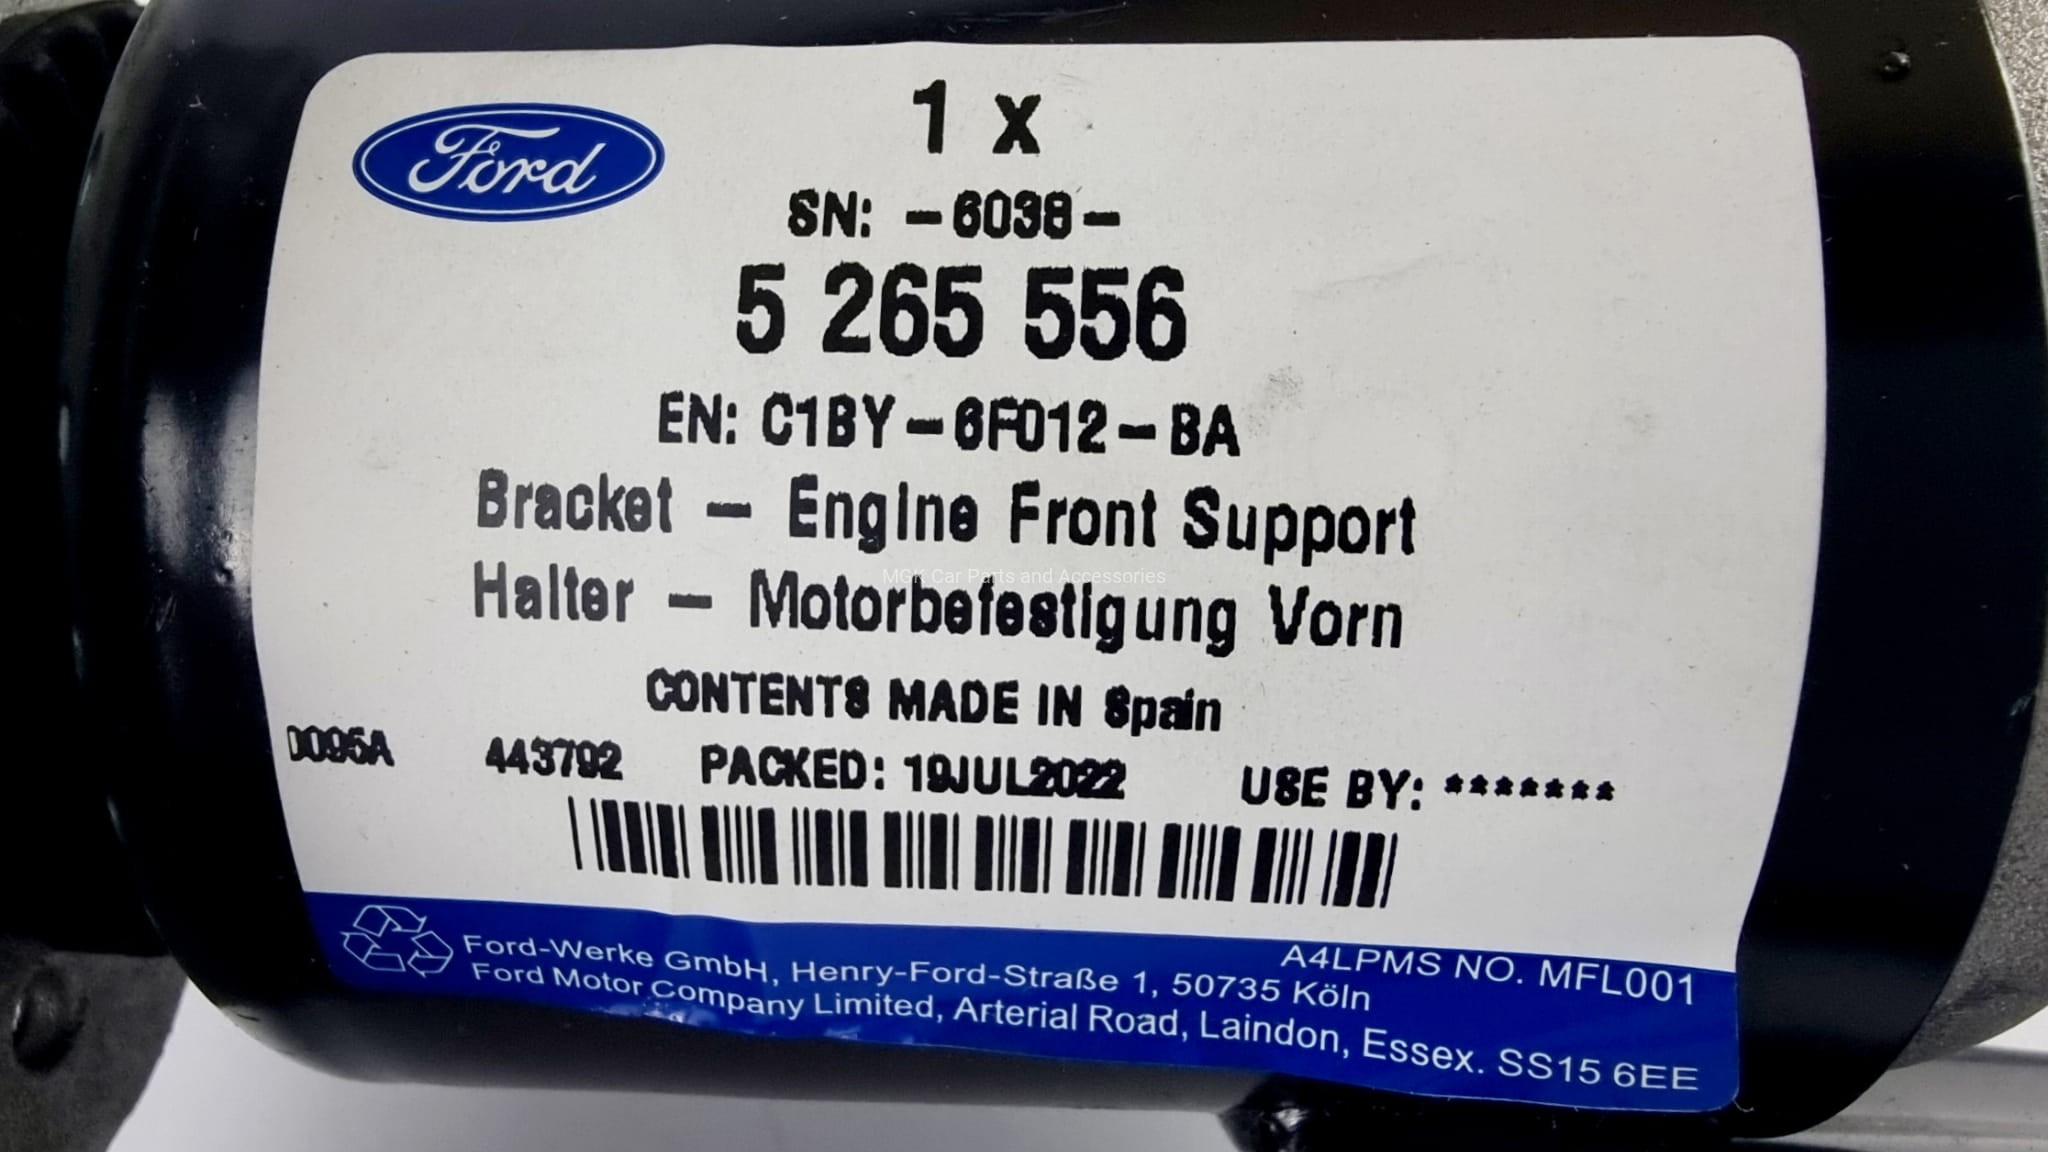 Ford
1 x
SN: -6038-
5 265 556
EN: C1BY-6F012-BA
Bracket - Engine Front Support
MGK Car Parts and Accessories
Halter - Motorbefestigung Vorn
CONTENTS MADE IN Spain
D095A 443792 PACKED: 19JUL2022 USE BY: *******
A4LPMS NO. MFL001
Ford-Werke GmbH, Henry-Ford-Straße 1, 50735 Köln
Ford Motor Company Limited, Arterial Road, Laindon, Essex. SS15 6EE